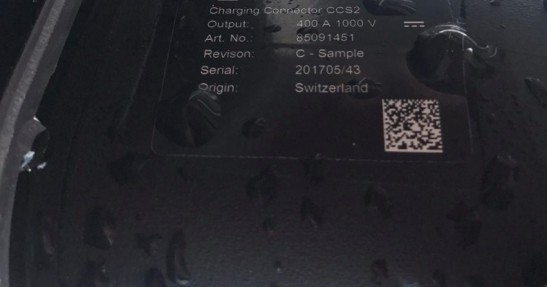 Charging Connector CCS2
Output: 400 A 1000 V
Art. No.: 85091451
Revison: C - Sample
Serial: 201705/43
Origin: Switzerland